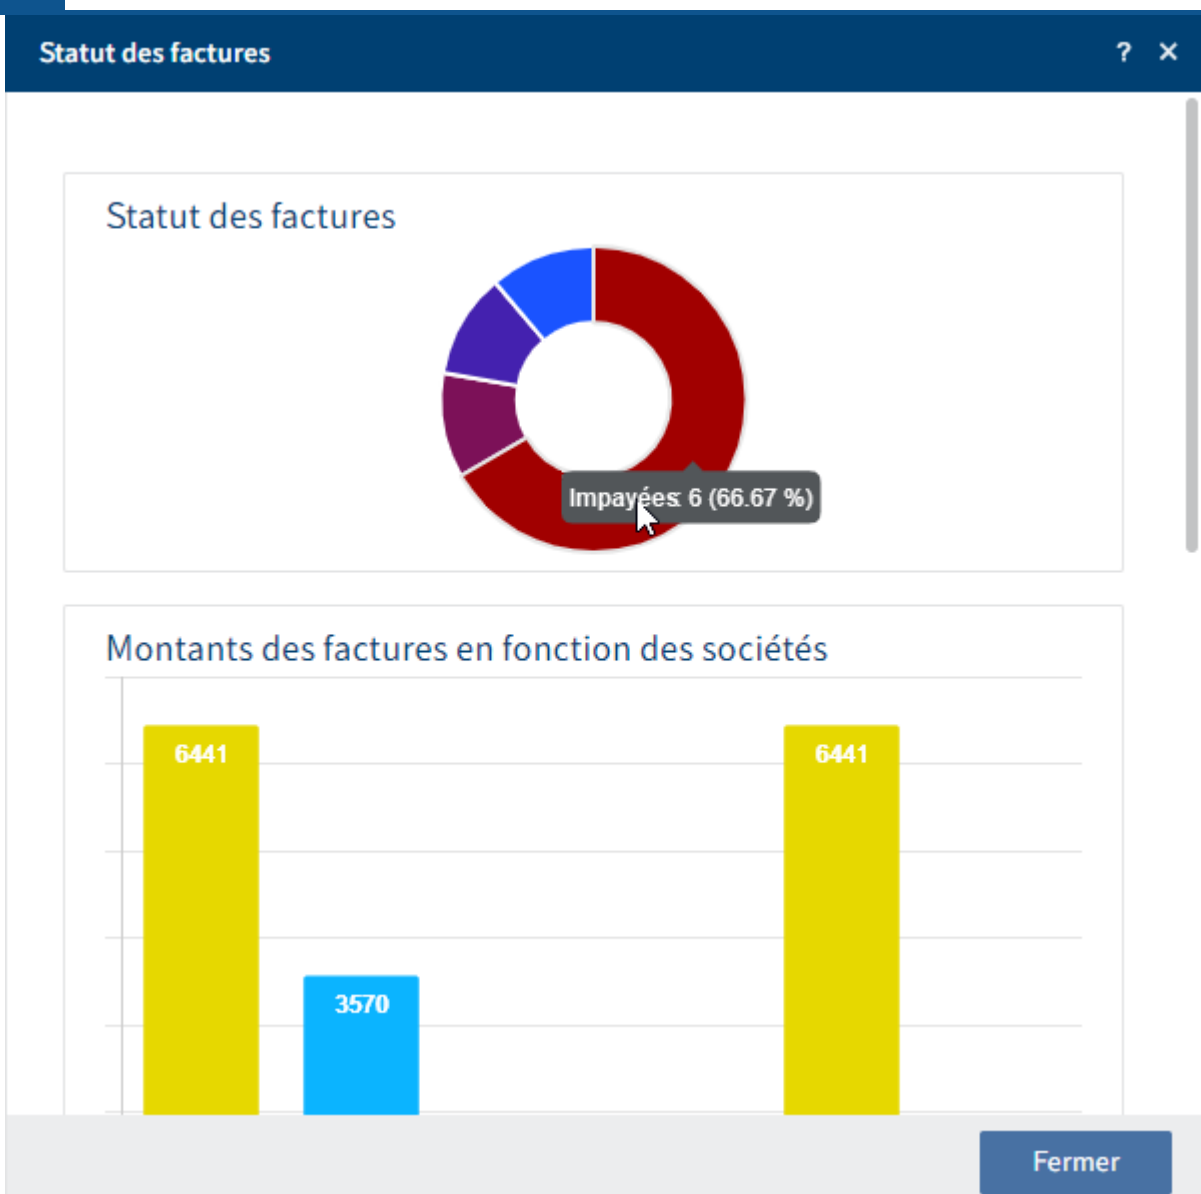 Statut des factures ? ×
Statut des factures
Impayées: 6 (66.67 %)
Montants des factures en fonction des sociétés
6441 6441
3570
Fermer